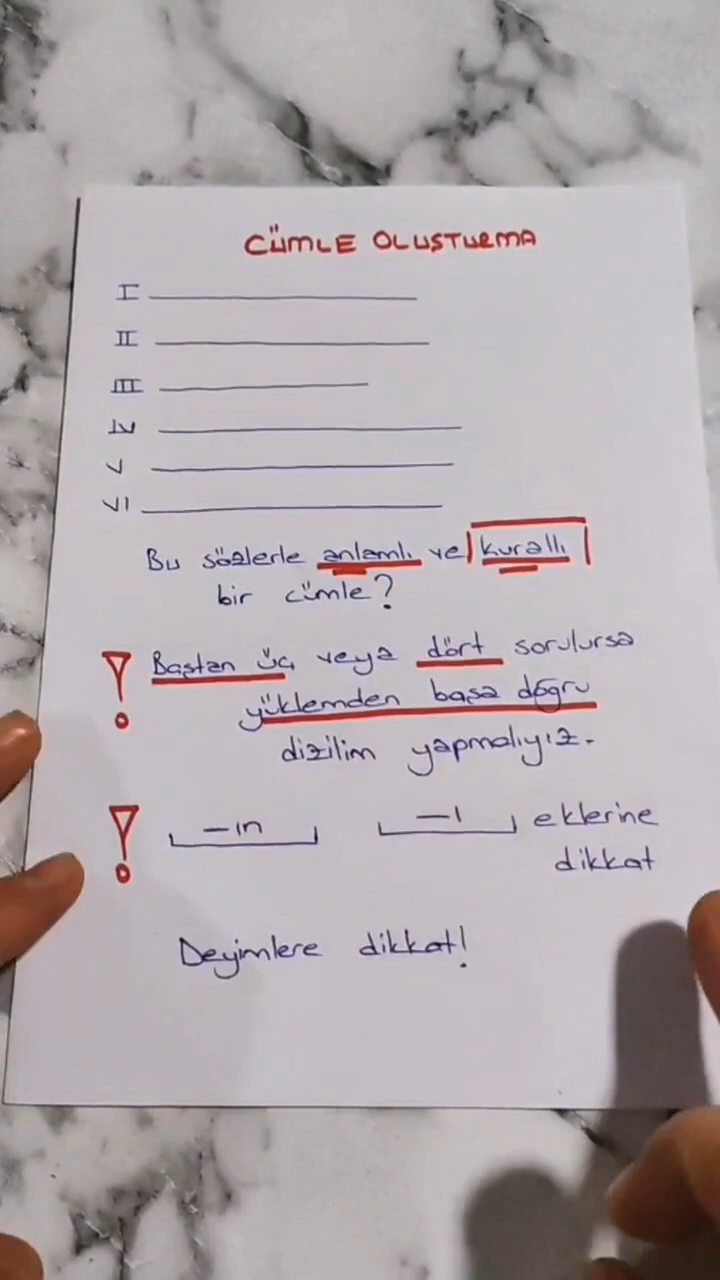 CÜMLE OLUSTURMA
I
II
III
IV
V
VI
Bu sözlerle anlamlı ve kurallı
bir cümle?
! Baştan üç veya dört sorulursa
yüklemden başa doğru
dizilim yapmalıyız.
! -ın -ı eklerine
dikkat
Deyimlere dikkat!